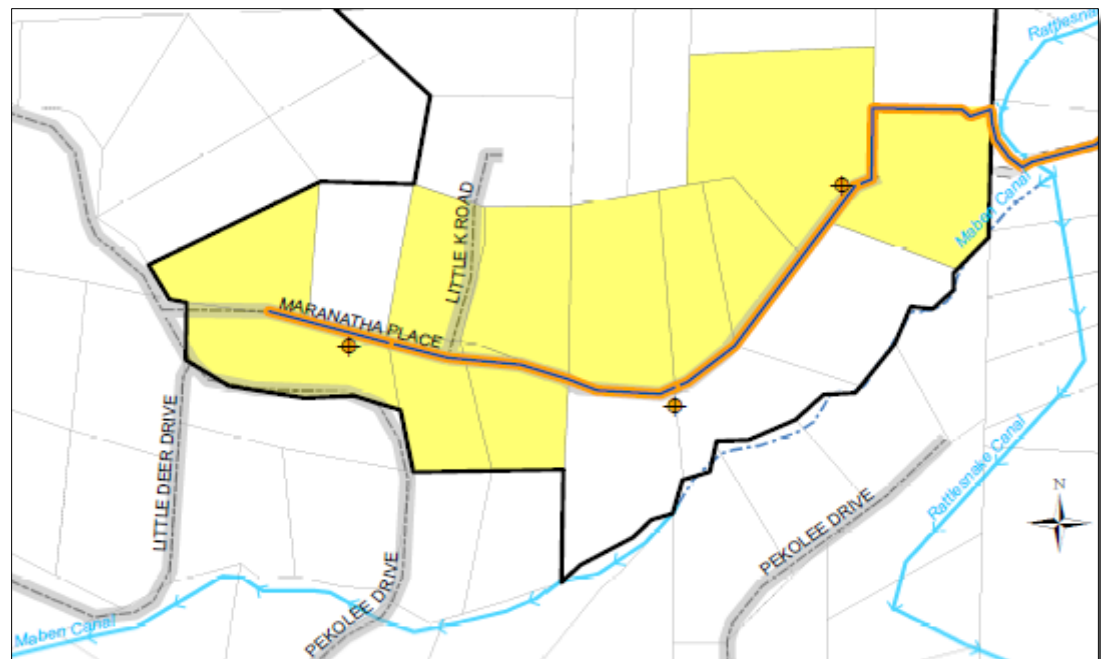 Rattlesna
Maben Canal
LITTLE K ROAD
MARANATHA PLACE
LITTLE DEER DRIVE
Rattlesnake Canal
N
PEKOLEE DRIVE
PEKOLEE DRIVE
Maben Canal